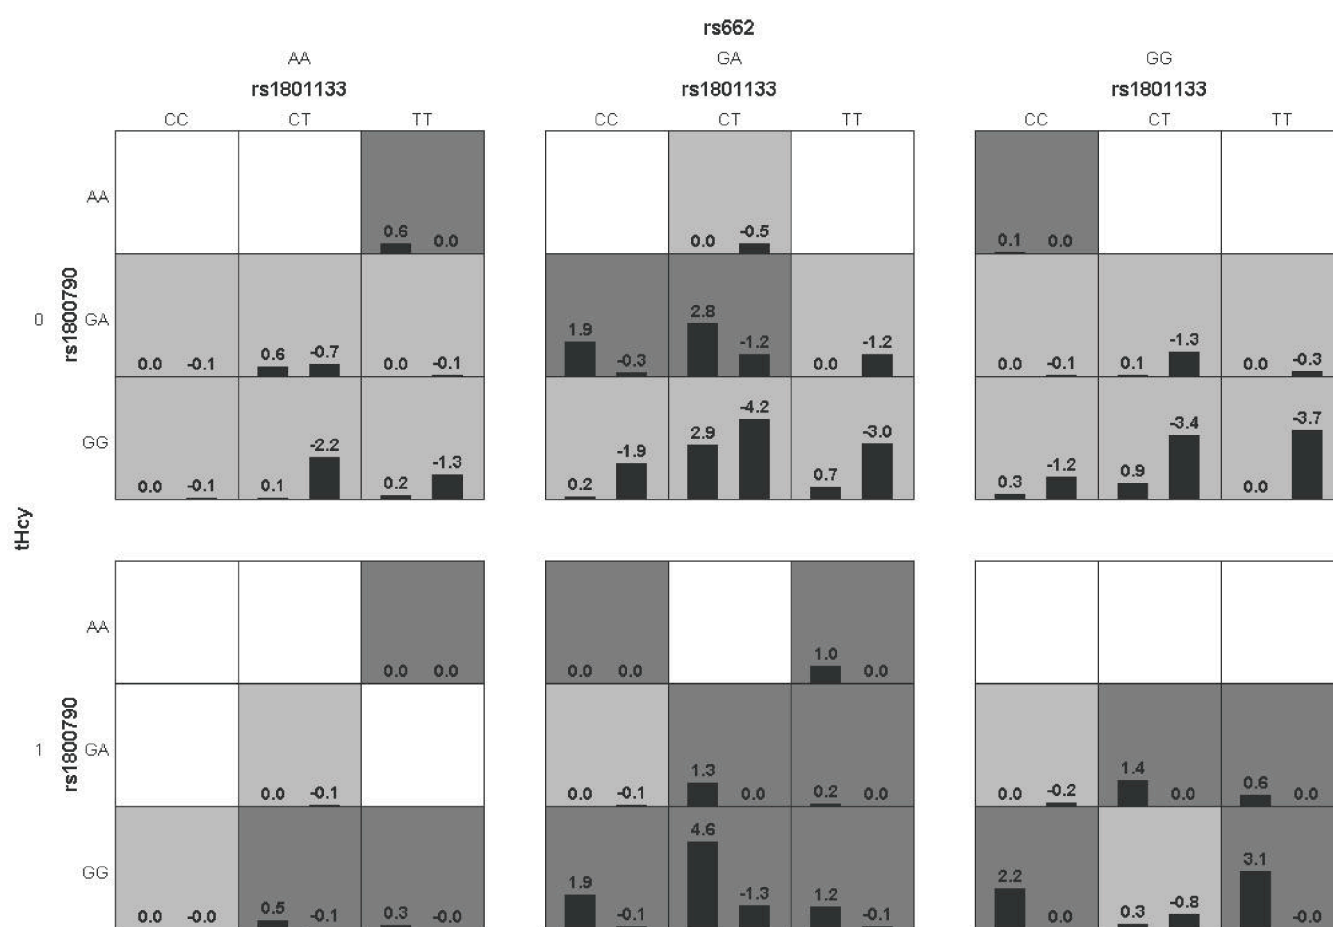 rs662
AA GA GG
rs1801133 rs1801133 rs1801133
CC CT TT CC CT TT CC CT TT
AA
0.6 0.0 0.0 -0.5 0.1 0.0
0 rs1800790 GA
0.0 -0.1 0.6 -0.7 0.0 -0.1 1.9 -0.3 2.8 -1.2 0.0 -1.2 0.0 -0.1 0.1 -1.3 0.0 -0.3
GG
0.0 -0.1 0.1 -2.2 0.2 -1.3 0.2 -1.9 2.9 -4.2 0.7 -3.0 0.3 -1.2 0.9 -3.4 0.0 -3.7
tHcy
AA
0.0 0.0 0.0 0.0 1.0 0.0
1 rs1800790 GA
0.0 -0.1 0.0 -0.1 1.3 0.0 0.2 0.0 0.0 -0.2 1.4 0.0 0.6 0.0
GG
0.0 -0.0 0.5 -0.1 0.3 -0.0 1.9 -0.1 4.6 -1.3 1.2 -0.1 2.2 0.0 0.3 -0.8 3.1 -0.0